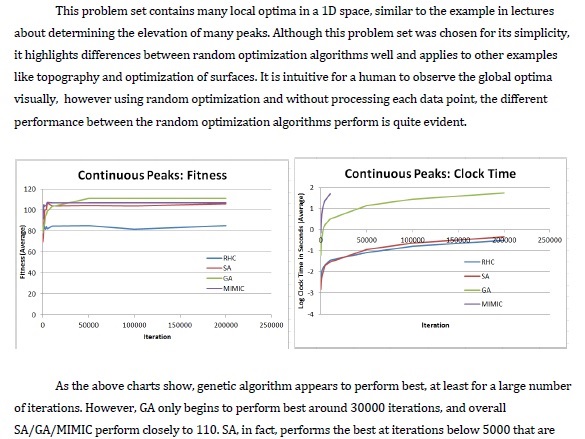 This problem set contains many local optima in a 1D space, similar to the example in lectures
about determining the elevation of many peaks. Although this problem set was chosen for its simplicity,
it highlights differences between random optimization algorithms well and applies to other examples
like topography and optimization of surfaces. It is intuitive for a human to observe the global optima
visually, however using random optimization and without processing each data point, the different
performance between the random optimization algorithms perform is quite evident.
Continuous Peaks: Fitness
Fitness (Average)
120
100
80
60
40
20
0
RHC
SA
GA
MIMIC
0 50000 100000 150000 200000 250000
Iteration
Continuous Peaks: Clock Time
Log Clock Time in Seconds (Average)
2
1
0
-1
-2
-3
-4
0 50000 100000 150000 200000 250000
RHC
SA
GA
MIMIC
Iteration
As the above charts show, genetic algorithm appears to perform best, at least for a large number
of iterations. However, GA only begins to perform best around 30000 iterations, and overall
SA/GA/MIMIC perform closely to 110. SA, in fact, performs the best at iterations below 5000 that are